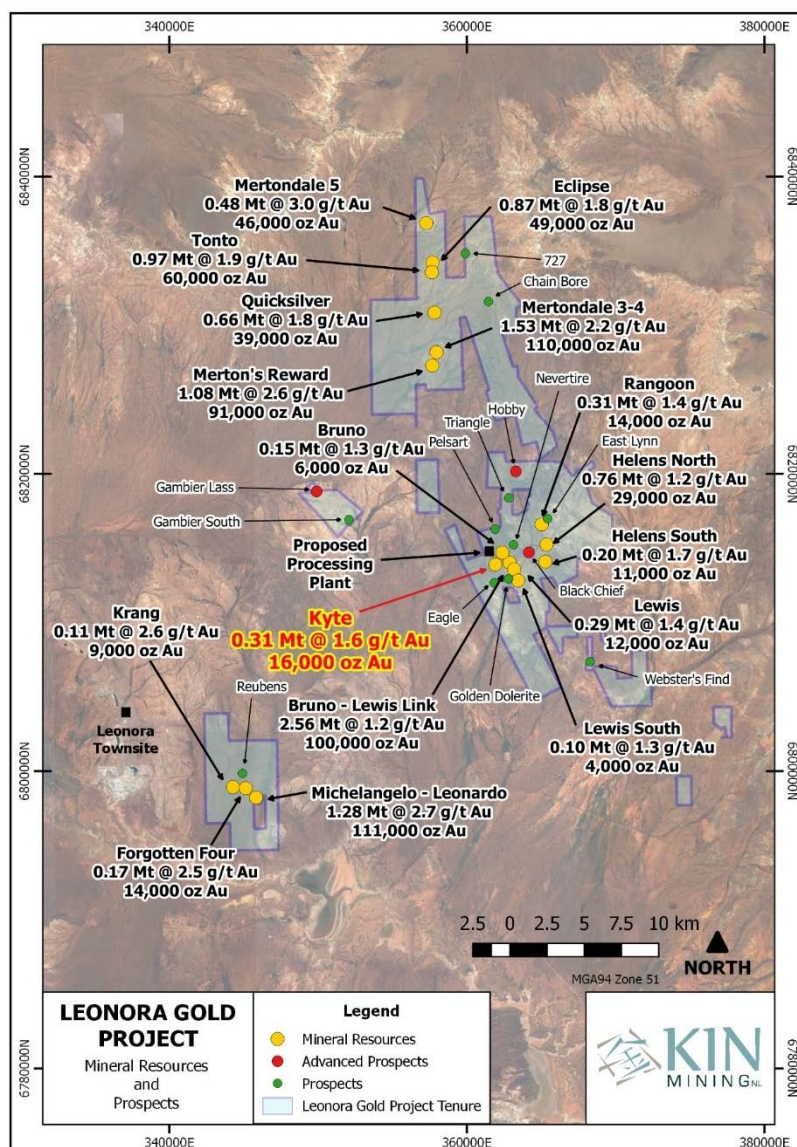 340000E
360000E
380000E
6840000N
6840000N
Mertondale 5
0.48 Mt @ 3.0 g/t Au
46,000 oz Au
Eclipse
0.87 Mt @ 1.8 g/t Au
49,000 oz Au
Tonto
0.97 Mt @ 1.9 g/t Au
60,000 oz Au
727
Chain Bore
Quicksilver
0.66 Mt @ 1.8 g/t Au
39,000 oz Au
Mertondale 3-4
1.53 Mt @ 2.2 g/t Au
110,000 oz Au
Merton's Reward
1.08 Mt @ 2.6 g/t Au
91,000 oz Au
Nevertire
Rangoon
0.31 Mt @ 1.4 g/t Au
14,000 oz Au
Hobby
Triangle
Pelsart
Bruno
0.15 Mt @ 1.3 g/t Au
6,000 oz Au
East Lynn
6820000N
6820000N
Helens North
0.76 Mt @ 1.2 g/t Au
29,000 oz Au
Gambier Lass
Gambier South
Helens South
0.20 Mt @ 1.7 g/t Au
11,000 oz Au
Proposed
Processing
Plant
Black Chief
Eagle
Kyte
0.31 Mt @ 1.6 g/t Au
16,000 oz Au
Lewis
0.29 Mt @ 1.4 g/t Au
12,000 oz Au
Krang
0.11 Mt @ 2.6 g/t Au
9,000 oz Au
Webster's Find
Reubens
Golden Dolerite
Bruno - Lewis Link
2.56 Mt @ 1.2 g/t Au
100,000 oz Au
Lewis South
0.10 Mt @ 1.3 g/t Au
4,000 oz Au
Leonora
Townsite
6800000N
6800000N
Michelangelo - Leonardo
1.28 Mt @ 2.7 g/t Au
111,000 oz Au
Forgotten Four
0.17 Mt @ 2.5 g/t Au
14,000 oz Au
2.5 0 2.5 5 7.5 10 km
MGA94 Zone 51
NORTH
6780000N
6780000N
LEONORA GOLD
PROJECT
Mineral Resources
and
Prospects
Legend
Mineral Resources
Advanced Prospects
Prospects
Leonora Gold Project Tenure
KIN
MINING NL
340000E
360000E
380000E